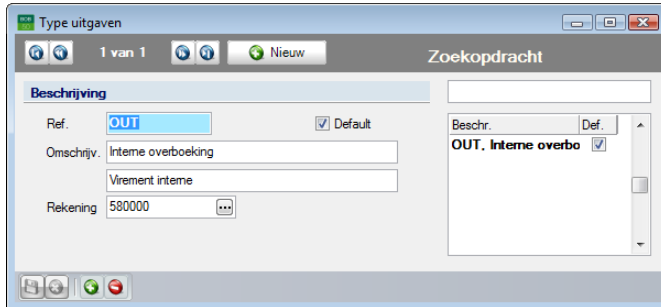 Type uitgaven
1 van 1
Nieuw
Zoekopdracht
Beschrijving
Ref. OUT Default
Omschrijv. Interne overboeking
Virement interne
Rekening 580000 ...
Beschr. Def.
OUT, Interne overbo